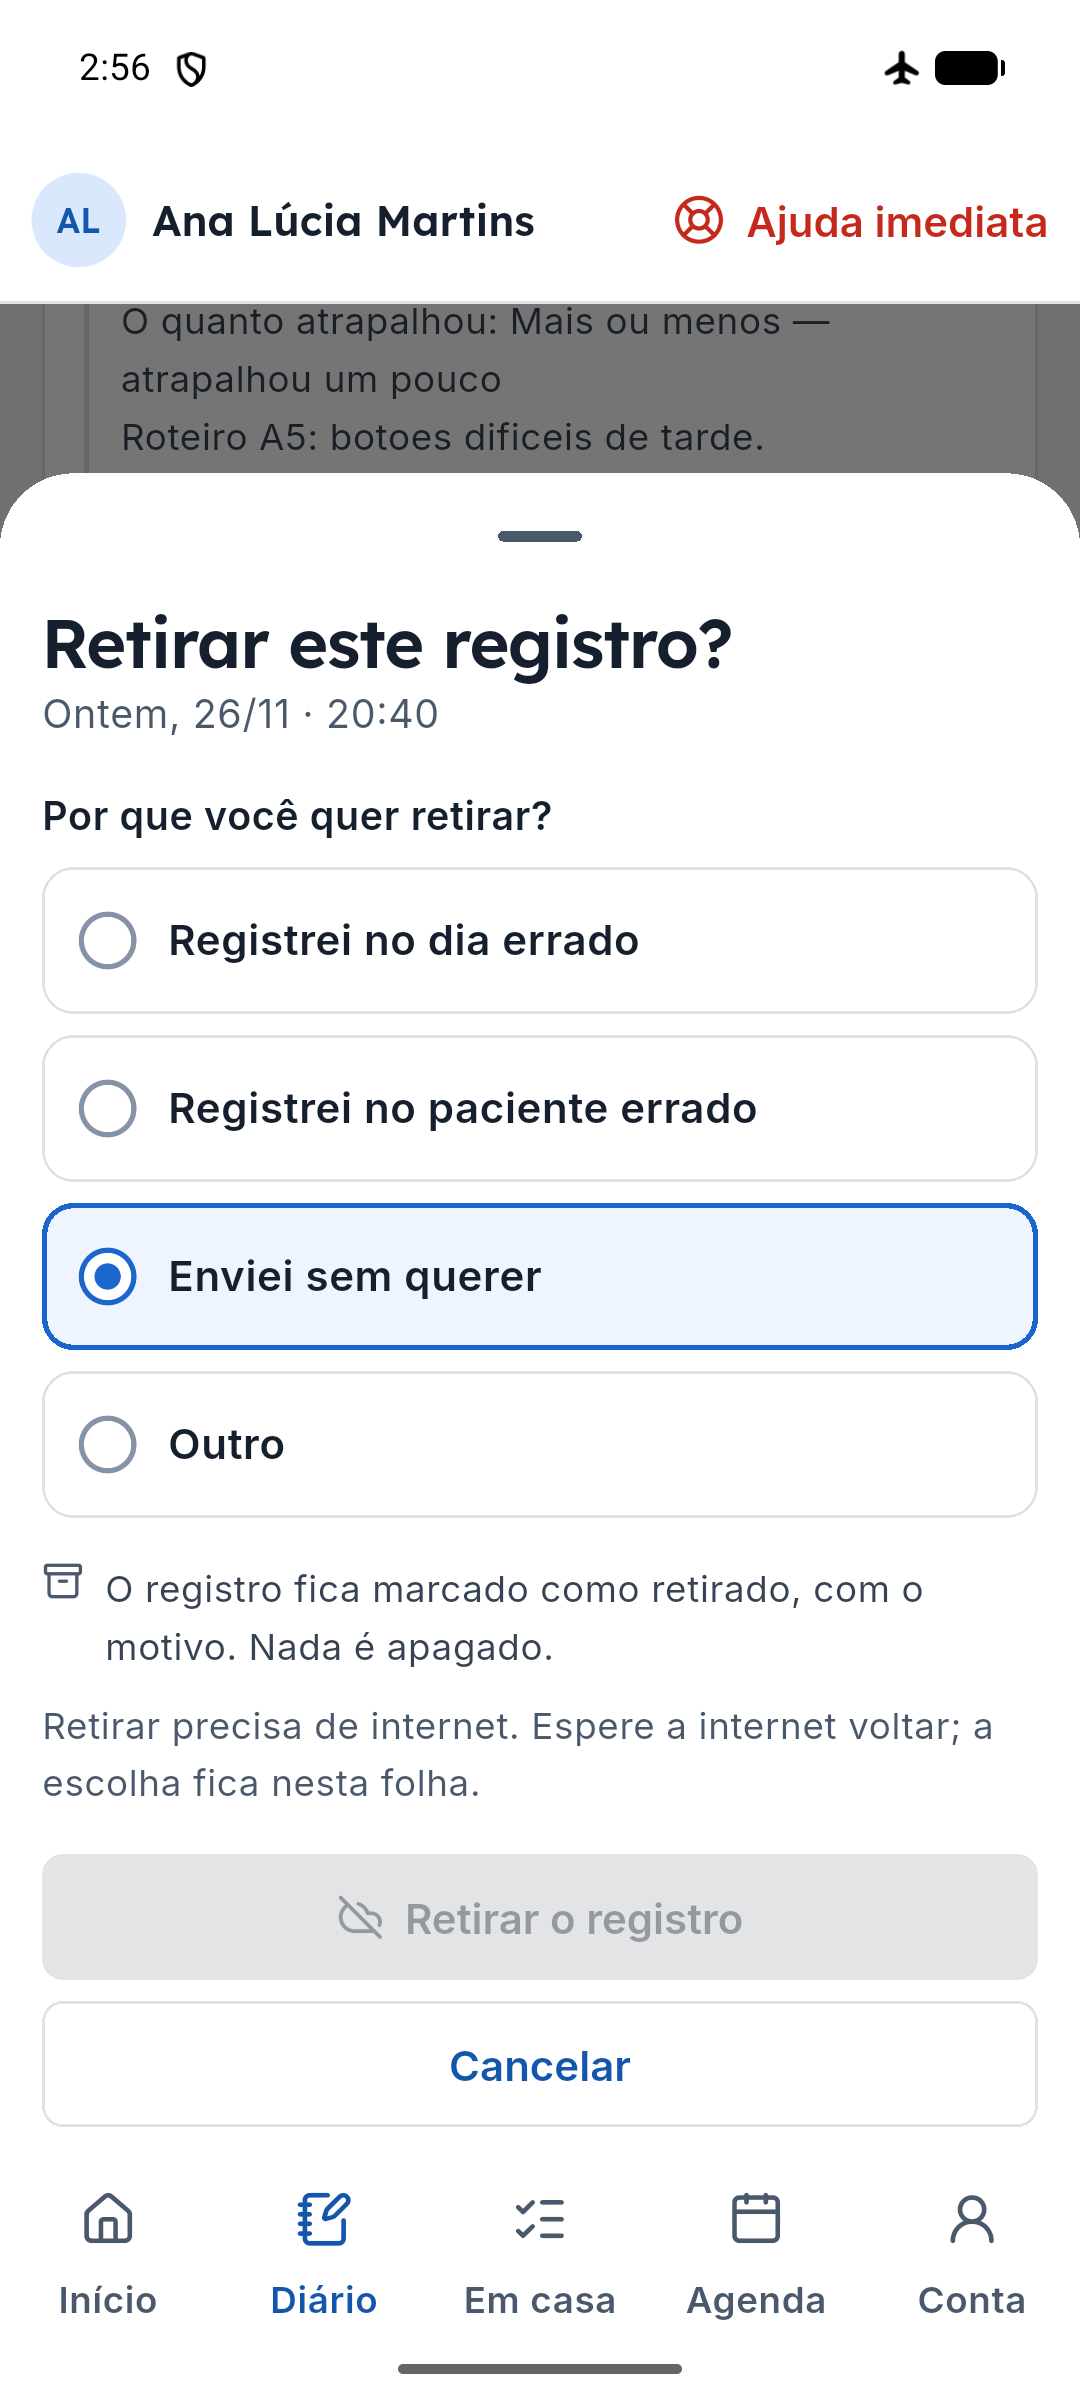 2:56
AL
Ana Lúcia Martins
Ajuda imediata
O quanto atrapalhou: Mais ou menos —
atrapalhou um pouco
Roteiro A5: botoes dificeis de tarde.
Retirar este registro?
Ontem, 26/11 · 20:40
Por que você quer retirar?
Registrei no dia errado
Registrei no paciente errado
Enviei sem querer
Outro
O registro fica marcado como retirado, com o
motivo. Nada é apagado.
Retirar precisa de internet. Espere a internet voltar; a
escolha fica nesta folha.
Retirar o registro
Cancelar
Início
Diário
Em casa
Agenda
Conta